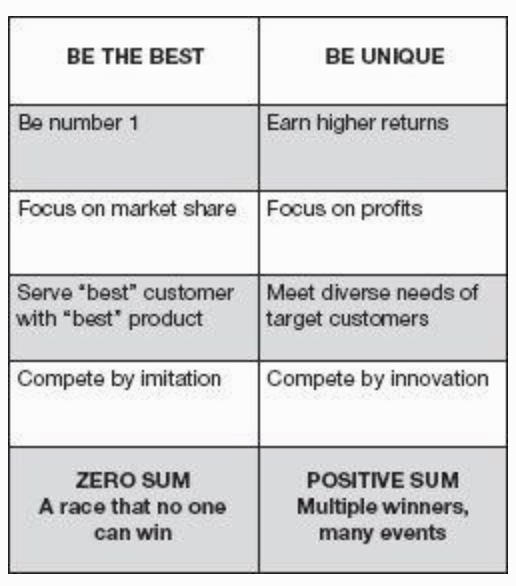 BE THE BEST
BE UNIQUE
Be number 1
Earn higher returns
Focus on market share
Focus on profits
Serve “best” customer
with “best” product
Meet diverse needs of
target customers
Compete by imitation
Compete by innovation
ZERO SUM
A race that no one
can win
POSITIVE SUM
Multiple winners,
many events